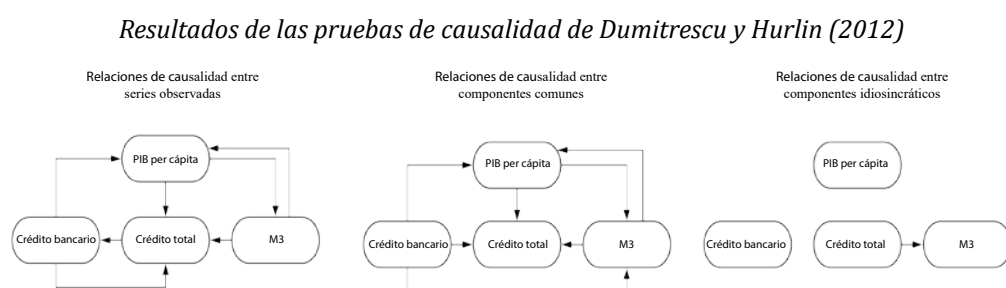 Resultados de las pruebas de causalidad de Dumitrescu y Hurlin (2012)
Relaciones de causalidad entre
series observadas
PIB per cápita
Crédito bancario
Crédito total
M3
Relaciones de causalidad entre
componentes comunes
PIB per cápita
Crédito bancario
Crédito total
M3
Relaciones de causalidad entre
componentes idiosincráticos
PIB per cápita
Crédito bancario
Crédito total
M3